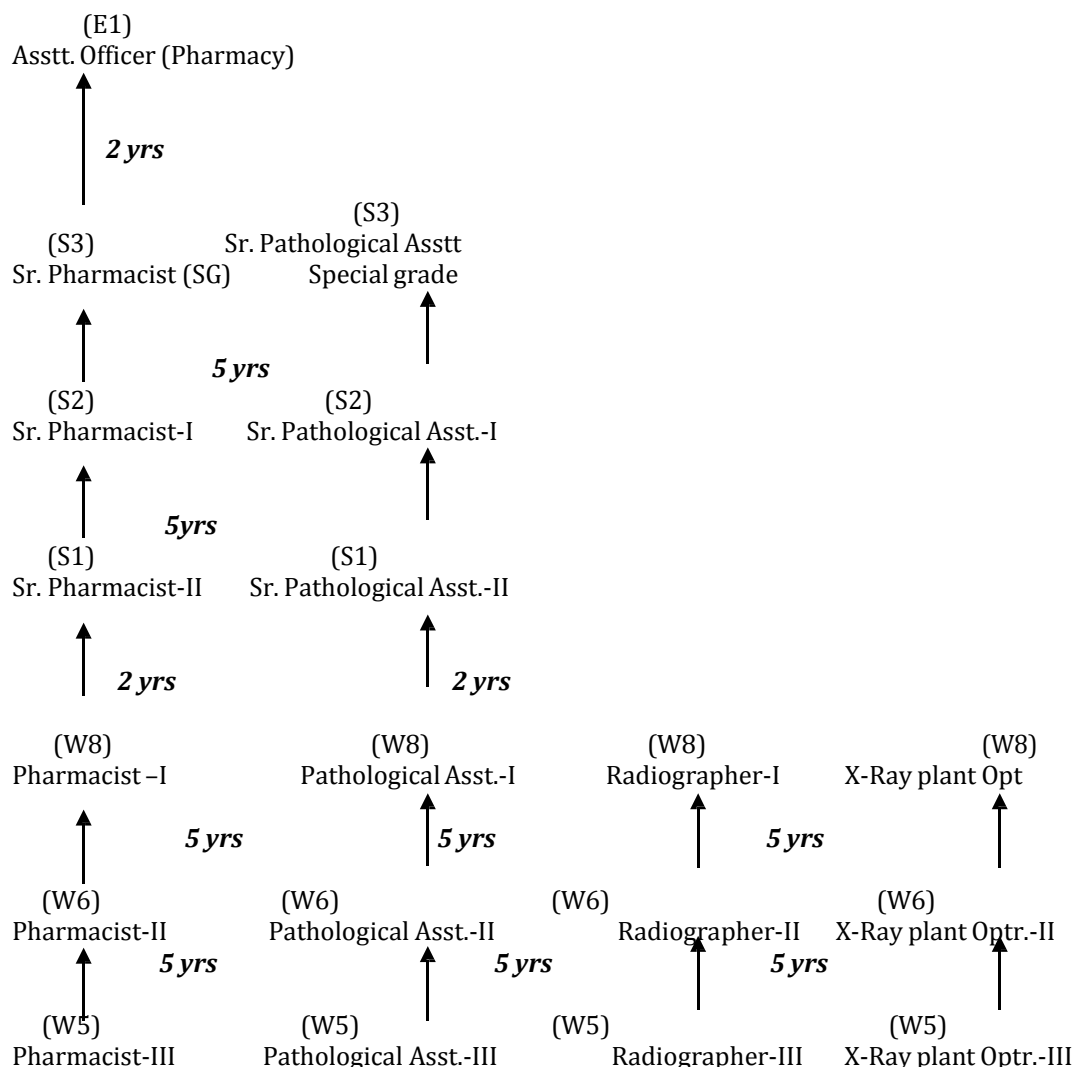 (E1)
Asstt. Officer (Pharmacy)
2 yrs
(S3)
(S3) Sr. Pathological Asstt
Sr. Pharmacist (SG) Special grade
5 yrs
(S2) (S2)
Sr. Pharmacist-I Sr. Pathological Asst.-I
5yrs
(S1) (S1)
Sr. Pharmacist-II Sr. Pathological Asst.-II
2 yrs 2 yrs
(W8) (W8) (W8) (W8)
Pharmacist –I Pathological Asst.-I Radiographer-I X-Ray plant Opt
5 yrs 5 yrs 5 yrs
(W6) (W6) (W6) (W6)
Pharmacist-II Pathological Asst.-II Radiographer-II X-Ray plant Optr.-II
5 yrs 5 yrs 5 yrs
(W5) (W5) (W5) (W5)
Pharmacist-III Pathological Asst.-III Radiographer-III X-Ray plant Optr.-III